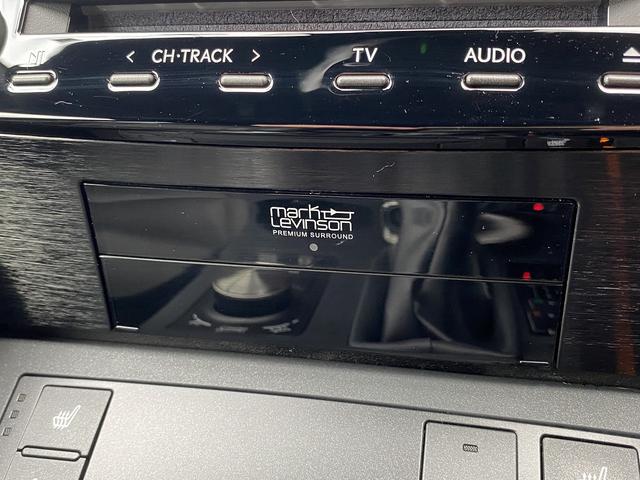 < CH·TRACK >
TV
AUDIO
mark
Levinson
PREMIUM SURROUND